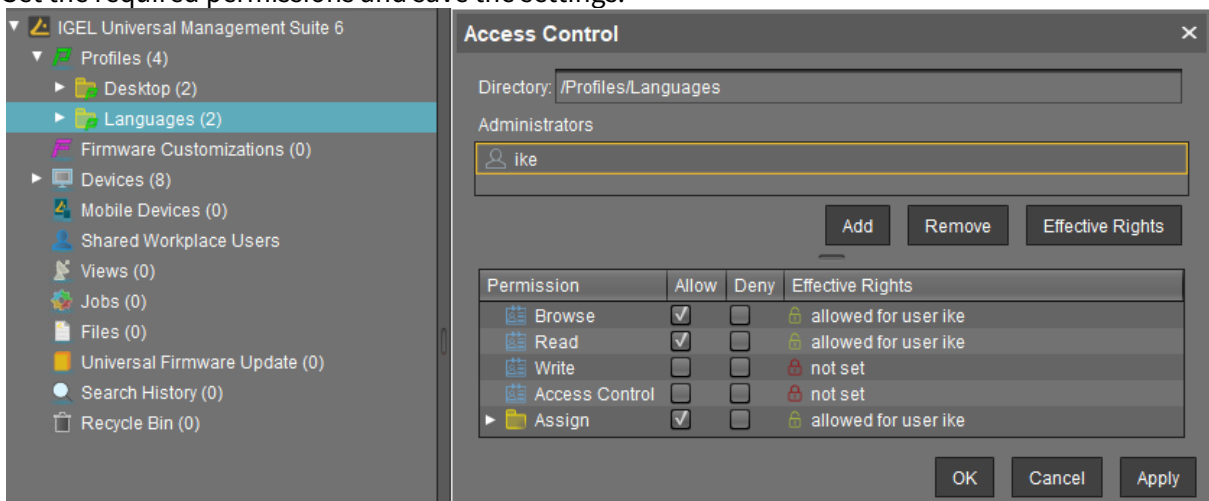 Set the required permissions and save the settings.
IGEL Universal Management Suite 6
Profiles (4)
Desktop (2)
Languages (2)
Firmware Customizations (0)
Devices (8)
Mobile Devices (0)
Shared Workplace Users
Views (0)
Jobs (0)
Files (0)
Universal Firmware Update (0)
Search History (0)
Recycle Bin (0)
Access Control
Directory: /Profiles/Languages
Administrators
ike
Add Remove Effective Rights
Permission Allow Deny Effective Rights
Browse allowed for user ike
Read allowed for user ike
Write not set
Access Control not set
Assign allowed for user ike
OK Cancel Apply